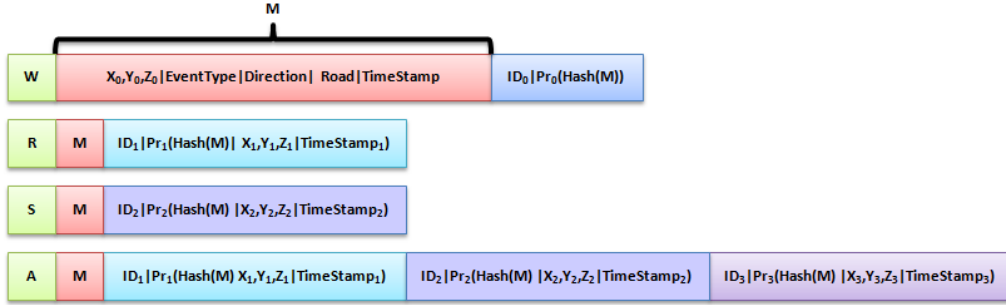 M
W X₀,Y₀,Z₀|EventType|Direction| Road|TimeStamp ID₀|Pr₀(Hash(M))
R M ID₁|Pr₁(Hash(M)| X₁,Y₁,Z₁|TimeStamp₁)
S M ID₂|Pr₂(Hash(M) |X₂,Y₂,Z₂|TimeStamp₂)
A M ID₁|Pr₁(Hash(M) X₁,Y₁,Z₁|TimeStamp₁) ID₂|Pr₂(Hash(M) |X₂,Y₂,Z₂|TimeStamp₂) ID₃|Pr₃(Hash(M) |X₃,Y₃,Z₃|TimeStamp₃)